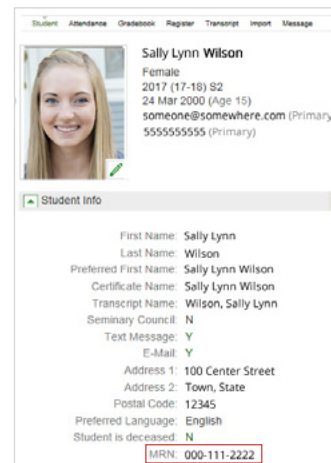 Student Attendance Gradebook Register Transcript Import Message
Sally Lynn Wilson
Female
2017 (17-18) S2
24 Mar 2000 (Age 15)
someone@somewhere.com (Primary
5555555555 (Primary)
Student Info
First Name: Sally Lynn
Last Name: Wilson
Preferred First Name: Sally Lynn Wilson
Certificate Name: Sally Lynn Wilson
Transcript Name: Wilson, Sally Lynn
Seminary Council: N
Text Message: Y
E-Mail: Y
Address 1: 100 Center Street
Address 2: Town, State
Postal Code: 12345
Preferred Language: English
Student is deceased: N
MRN: 000-111-2222